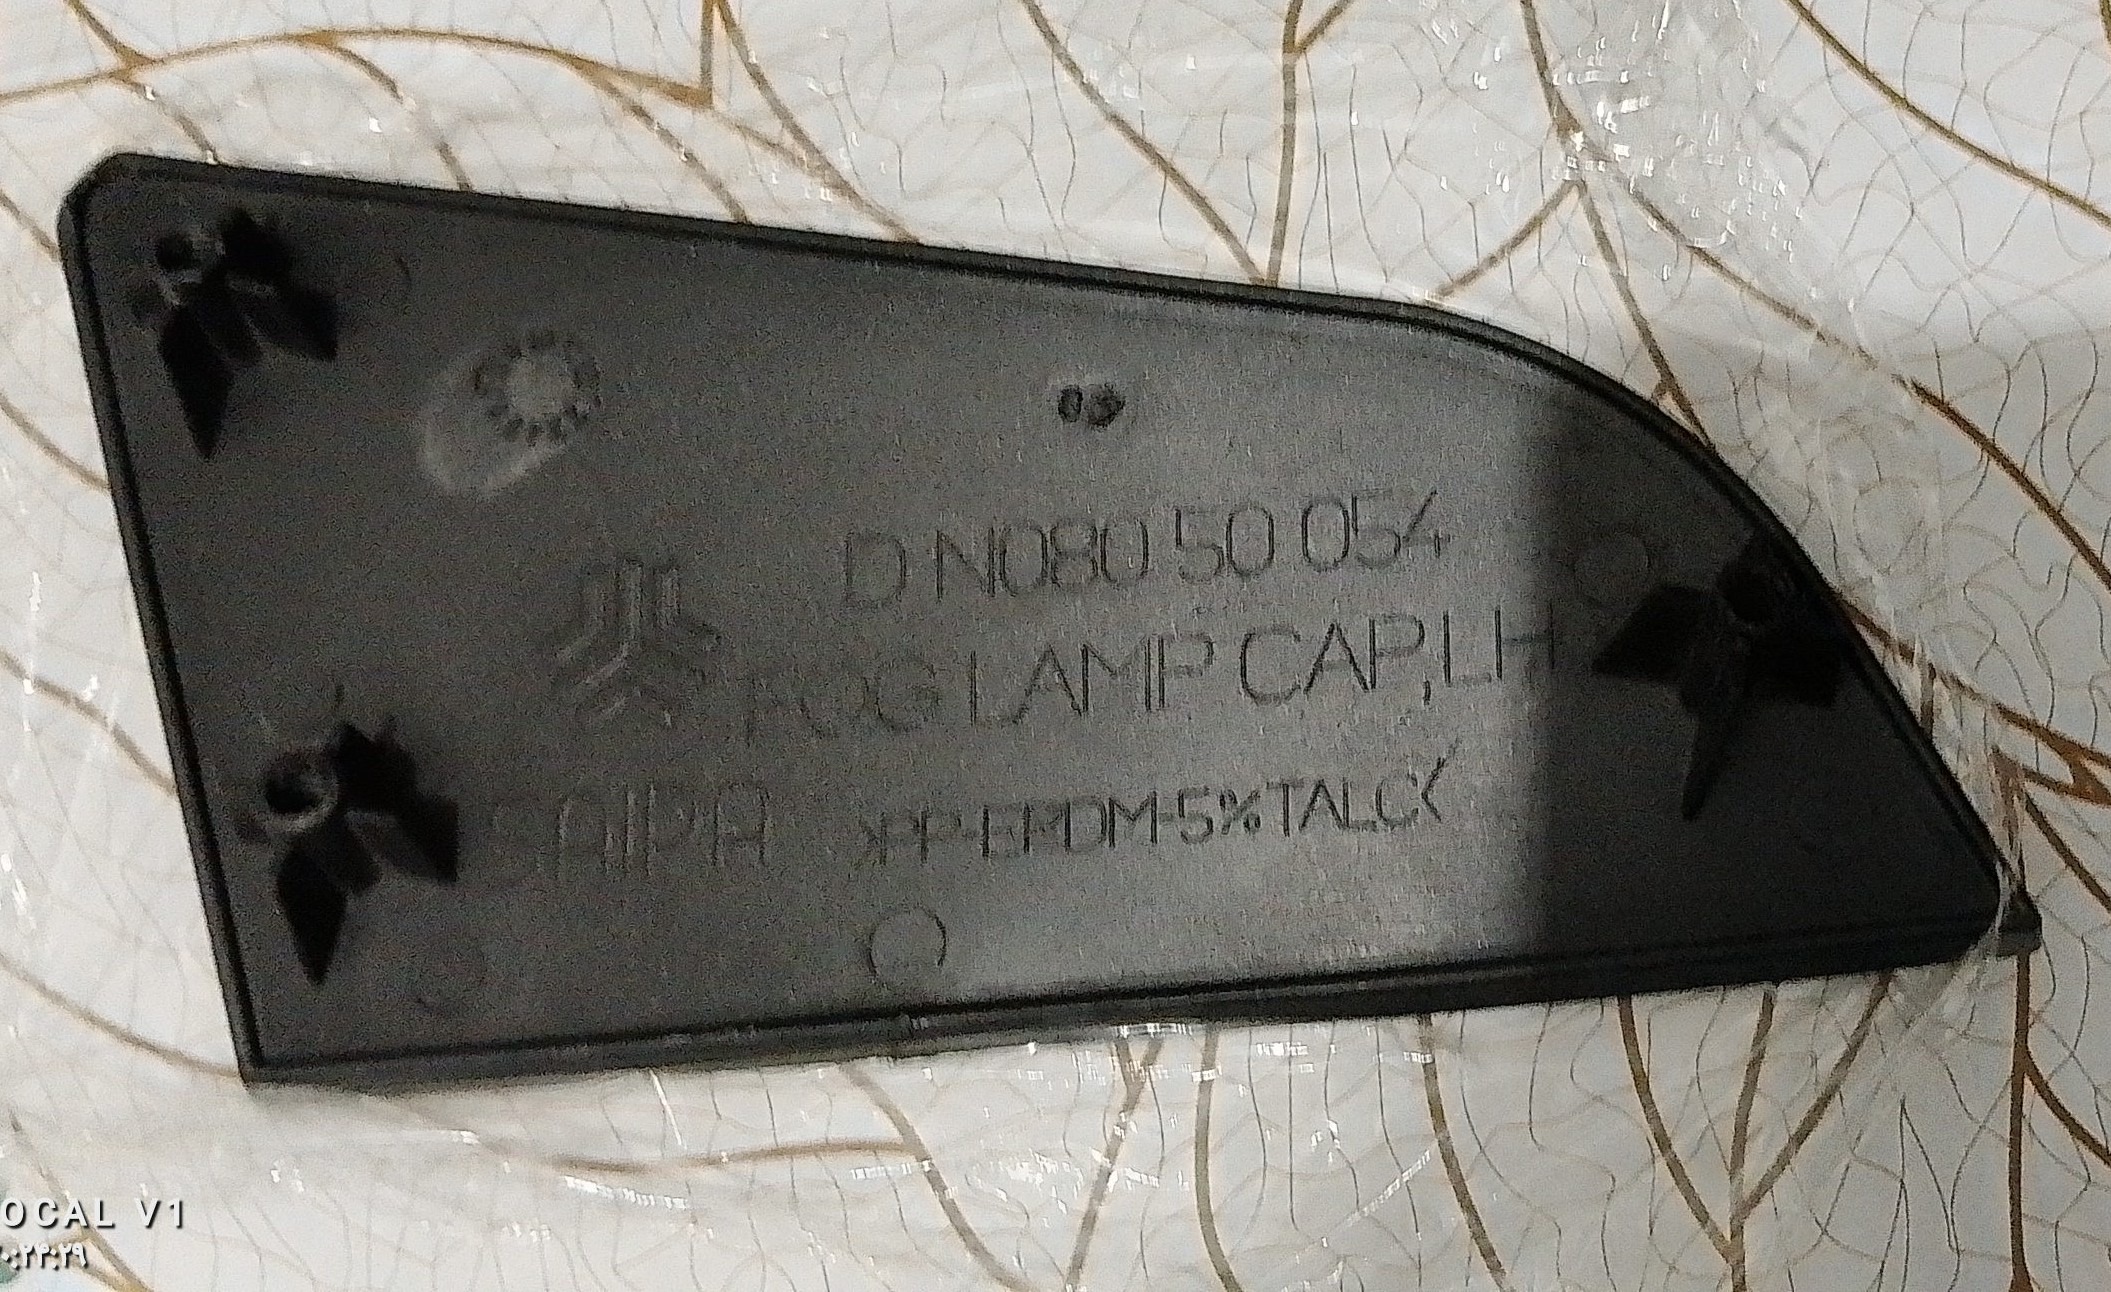 D N080 50 054
FOG LAMP CAP, LH
SAIPA >PP-EPDM-5%TALC<
OCAL V1